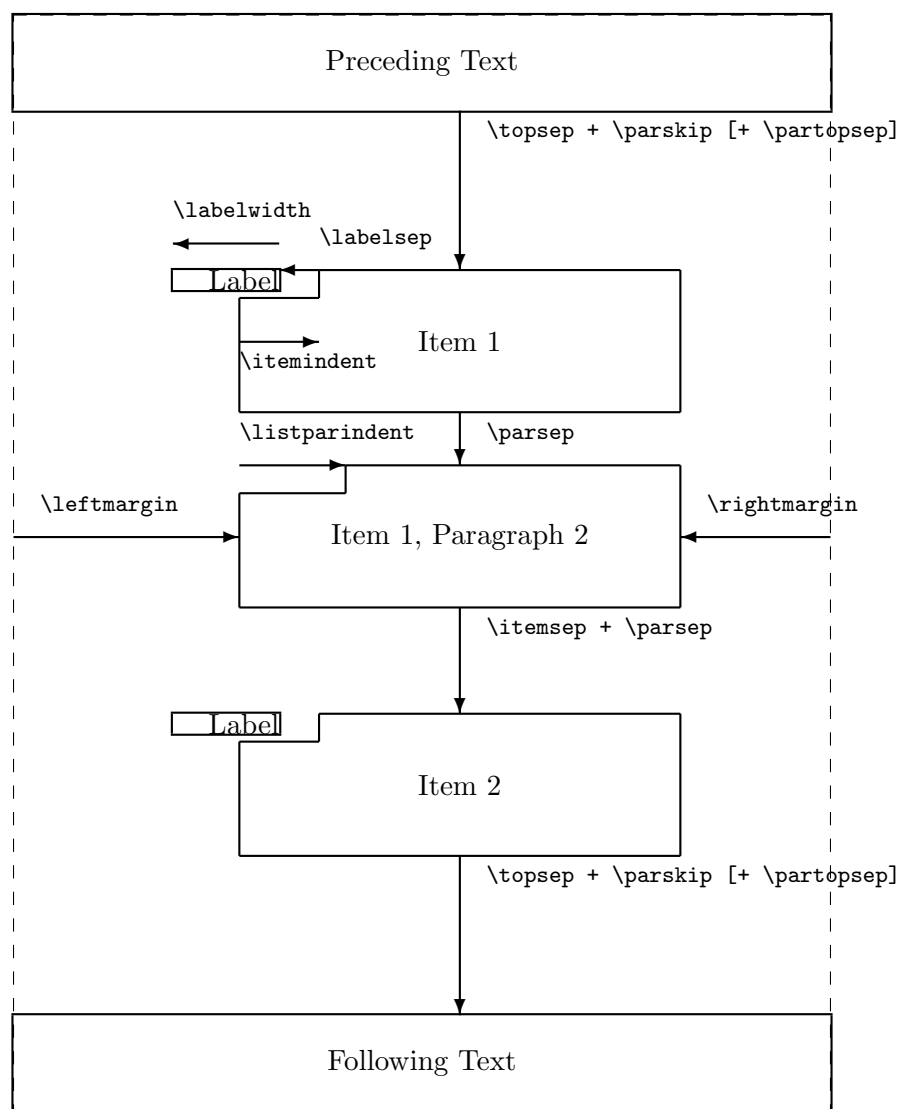 Preceding Text
\topsep + \parskip [+ \partopsep]
\labelwidth
\labelsep
Label
Item 1
\itemindent
\listparindent
\parsep
\leftmargin
\rightmargin
Item 1, Paragraph 2
\itemsep + \parsep
Label
Item 2
\topsep + \parskip [+ \partopsep]
Following Text